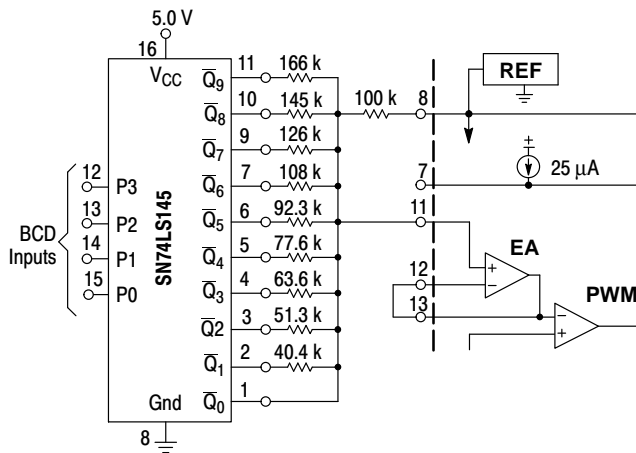 5.0 V
16
VCC
SN74LS145
Gnd
8
BCD
Inputs
12 P3
13 P2
14 P1
15 P0
Q9 11 166 k
Q8 10 145 k
Q7 9 126 k
Q6 7 108 k
Q5 6 92.3 k
Q4 5 77.6 k
Q3 4 63.6 k
Q2 3 51.3 k
Q1 2 40.4 k
Q0 1
100 k 8
REF
7
25 µA
11
EA
+
−
12
13
PWM
−
+
+